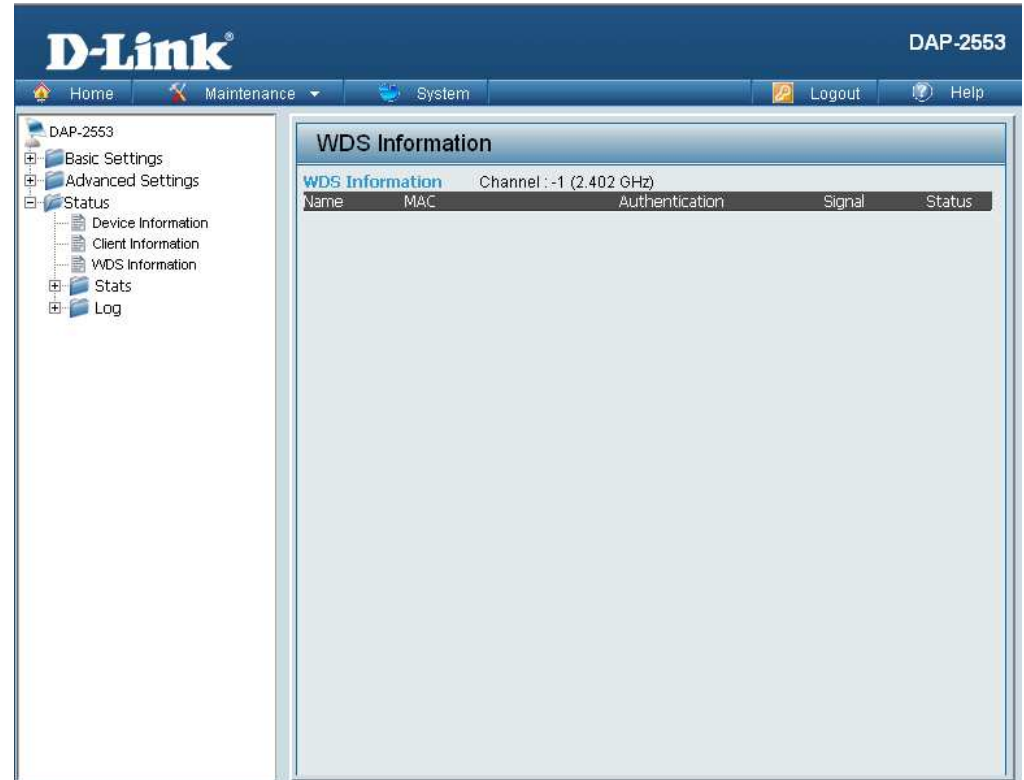 D-Link®
DAP-2553
Home Maintenance System Logout Help
DAP-2553
Basic Settings
Advanced Settings
Status
Device Information
Client Information
WDS Information
Stats
Log
WDS Information
WDS Information Channel : -1 (2.402 GHz)
Name MAC Authentication Signal Status